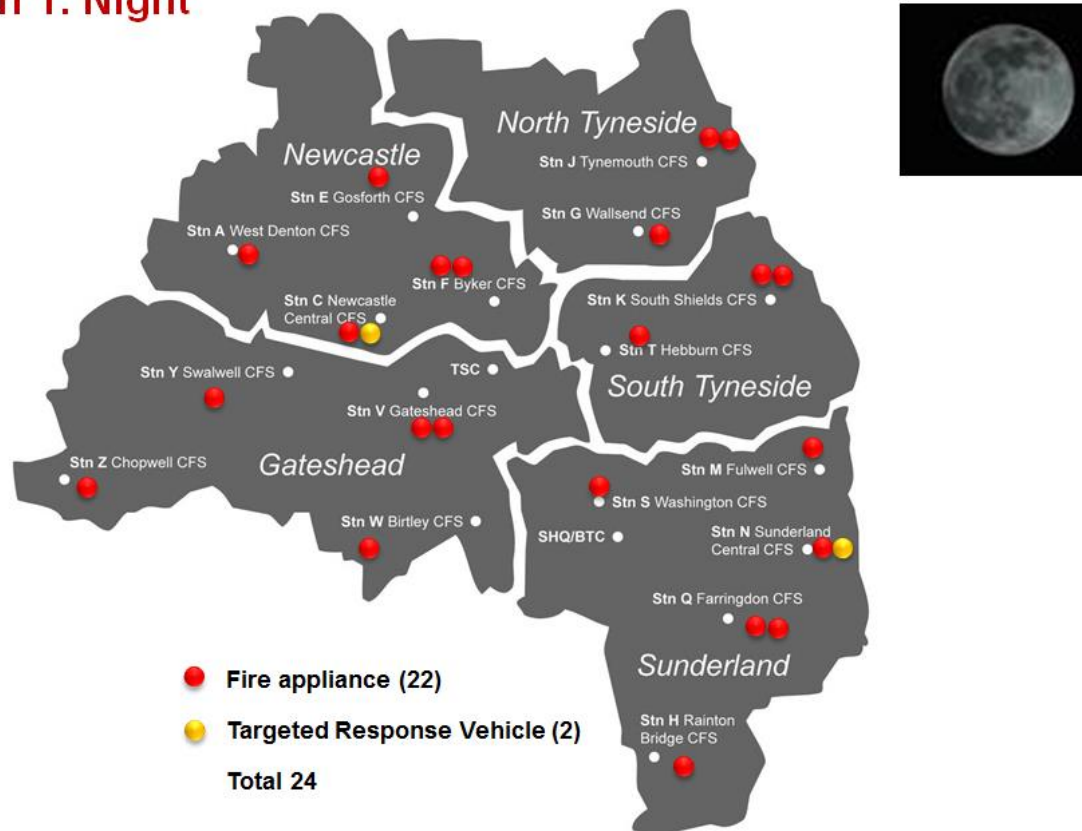 1: Night
North Tyneside
Newcastle
Stn J Tynemouth CFS
Stn E Gosforth CFS
Stn G Wallsend CFS
Stn A West Denton CFS
Stn F Byker CFS
Stn C Newcastle
Central CFS
Stn K South Shields CFS
Stn T Hebburn CFS
South Tyneside
TSC
Stn Y Swalwell CFS
Stn V Gateshead CFS
Stn Z Chopwell CFS
Gateshead
Stn M Fulwell CFS
Stn S Washington CFS
Stn W Birtley CFS
SHQ/BTC
Stn N Sunderland
Central CFS
Stn Q Farringdon CFS
Sunderland
Stn H Rainton
Bridge CFS
Fire appliance (22)
Targeted Response Vehicle (2)
Total 24